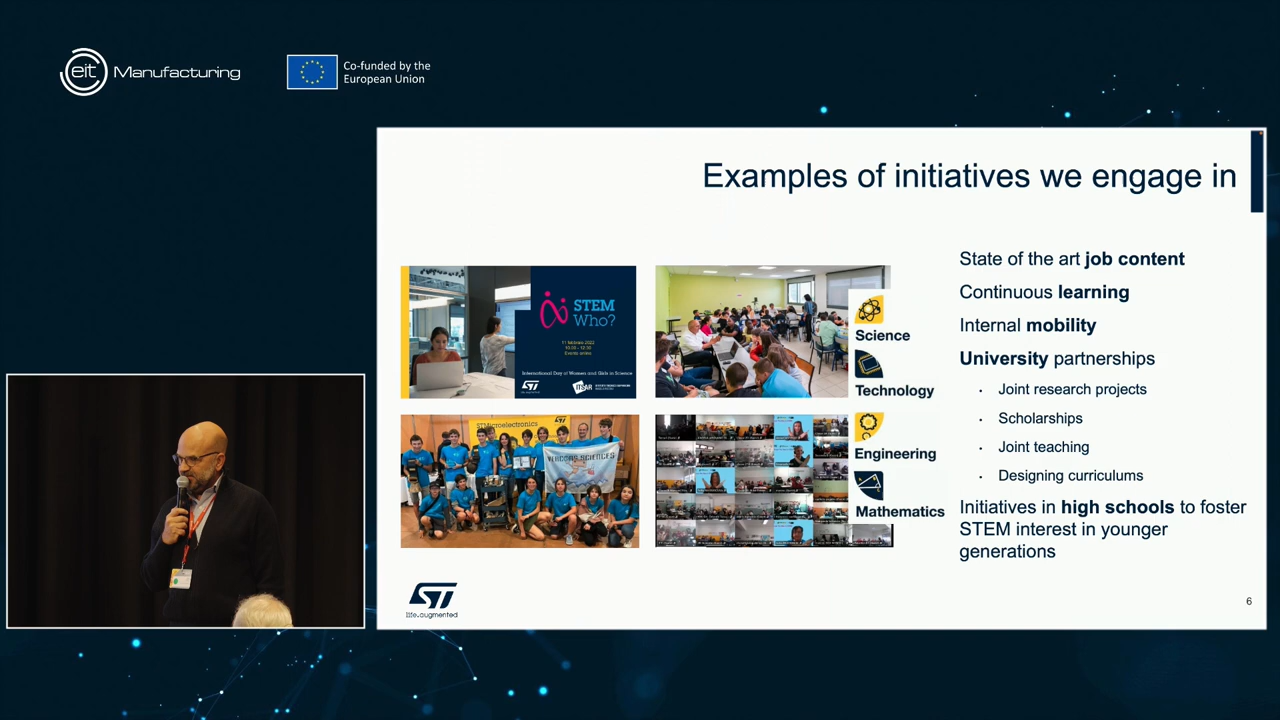 eit Manufacturing
Co-funded by the
European Union
Examples of initiatives we engage in
STEM
Who?
11 febbraio 2022
International Day of Women and Girls in Science
ST
STMicroelectronics
Science
Technology
Engineering
Mathematics
State of the art job content
Continuous learning
Internal mobility
University partnerships
• Joint research projects
• Scholarships
• Joint teaching
• Designing curriculums
Initiatives in high schools to foster
STEM interest in younger
generations
ST
life.augmented
6